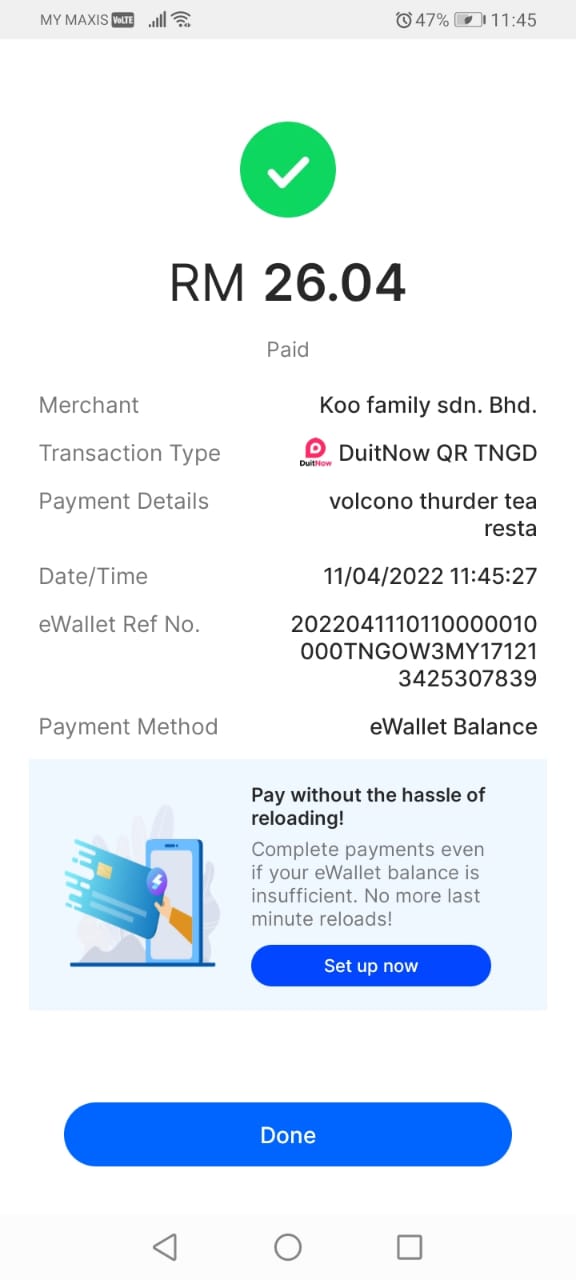 MY MAXIS VoLTE 47% 11:45
RM 26.04
Paid
Merchant Koo family sdn. Bhd.
Transaction Type DuitNow DuitNow QR TNGD
Payment Details volcono thurder tea
resta
Date/Time 11/04/2022 11:45:27
eWallet Ref No. 2022041110110000010
000TNGOW3MY17121
3425307839
Payment Method eWallet Balance
Pay without the hassle of
reloading!
Complete payments even
if your eWallet balance is
insufficient. No more last
minute reloads!
Set up now
Done